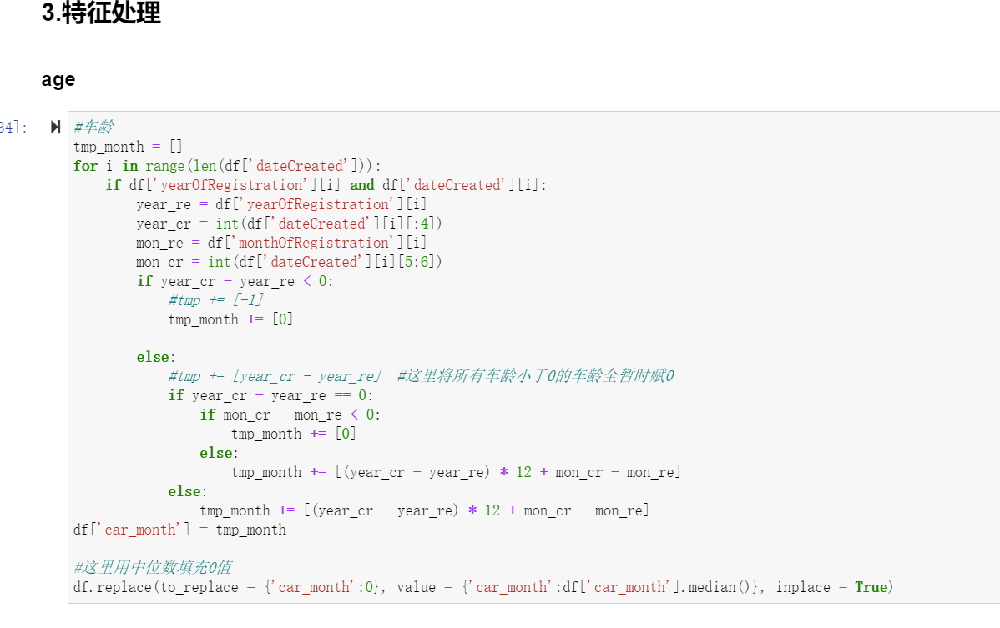 3.特征处理
age
34]:
#车龄
tmp_month = []
for i in range(len(df['dateCreated'])):
    if df['yearOfRegistration'][i] and df['dateCreated'][i]:
        year_re = df['yearOfRegistration'][i]
        year_cr = int(df['dateCreated'][i][:4])
        mon_re = df['monthOfRegistration'][i]
        mon_cr = int(df['dateCreated'][i][5:6])
        if year_cr - year_re < 0:
            #tmp += [-1]
            tmp_month += [0]
        else:
            #tmp += [year_cr - year_re]  #这里将所有车龄小于0的车龄全暂时赋0
            if year_cr - year_re == 0:
                if mon_cr - mon_re < 0:
                    tmp_month += [0]
                else:
                    tmp_month += [(year_cr - year_re) * 12 + mon_cr - mon_re]
            else:
                tmp_month += [(year_cr - year_re) * 12 + mon_cr - mon_re]
df['car_month'] = tmp_month
#这里用中位数填充0值
df.replace(to_replace = {'car_month':0}, value = {'car_month':df['car_month'].median()}, inplace = True)